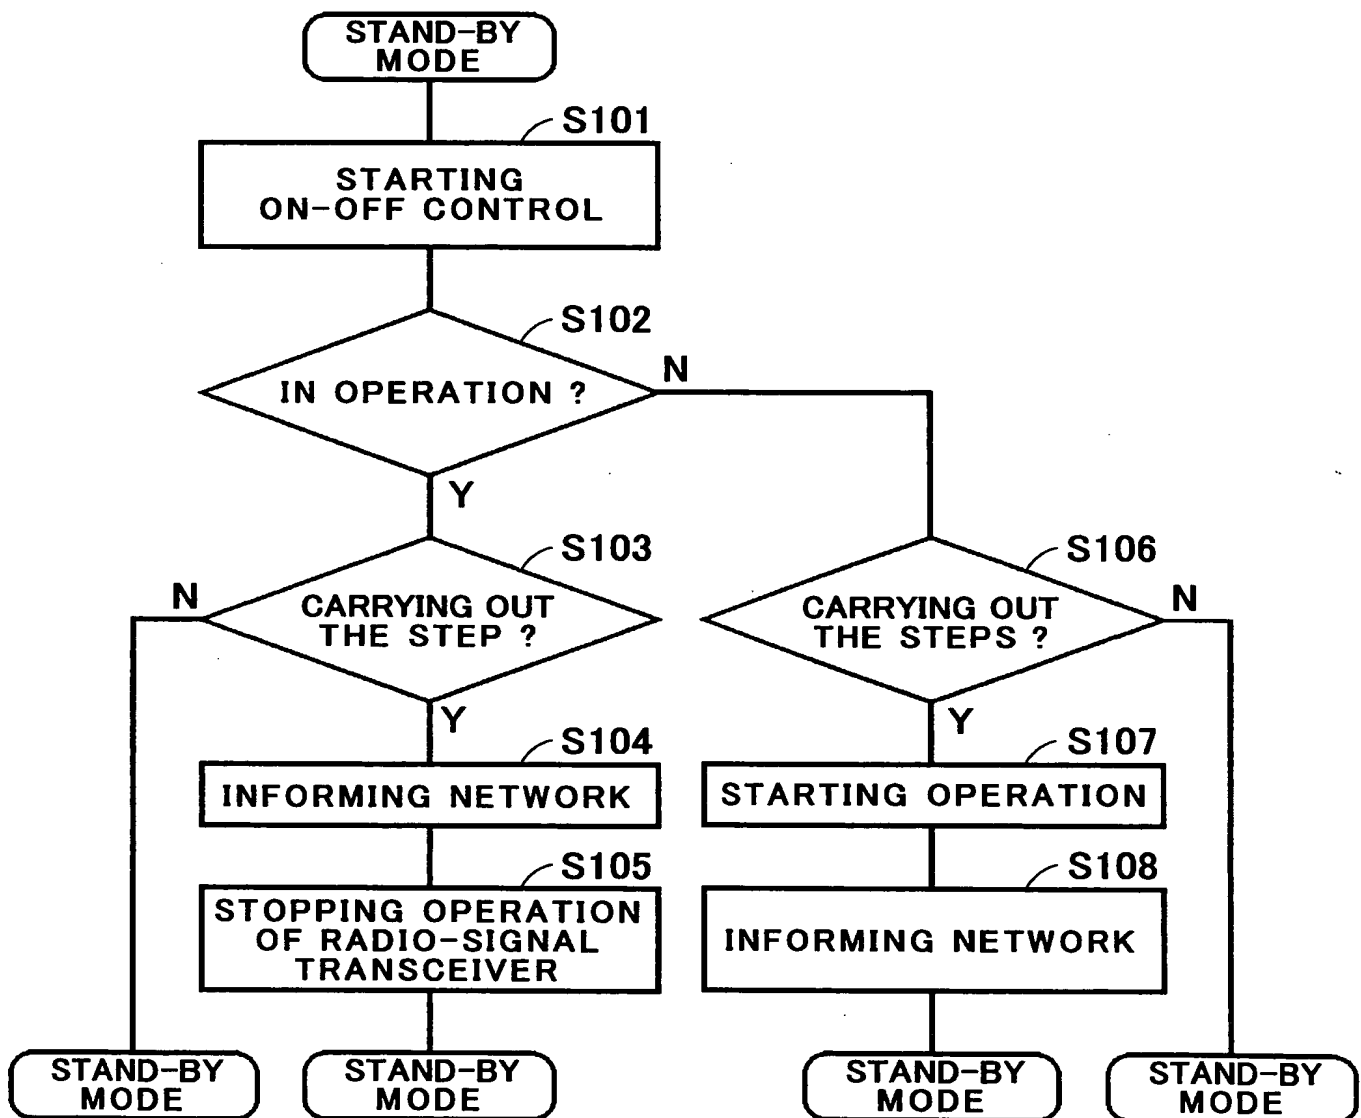 STAND-BY
MODE
S101
STARTING
ON-OFF CONTROL
S102
IN OPERATION ?
N
Y
S103
N
CARRYING OUT
THE STEP ?
Y
S106
CARRYING OUT
THE STEPS ?
N
Y
S104
INFORMING NETWORK
S107
STARTING OPERATION
S105
STOPPING OPERATION
OF RADIO-SIGNAL
TRANSCEIVER
S108
INFORMING NETWORK
STAND-BY
MODE
STAND-BY
MODE
STAND-BY
MODE
STAND-BY
MODE